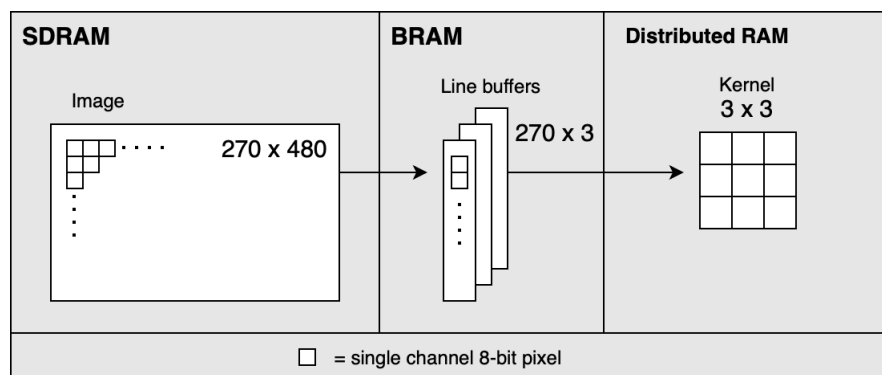 SDRAM
Image
270 x 480
BRAM
Line buffers
270 x 3
Distributed RAM
Kernel
3 x 3
= single channel 8-bit pixel